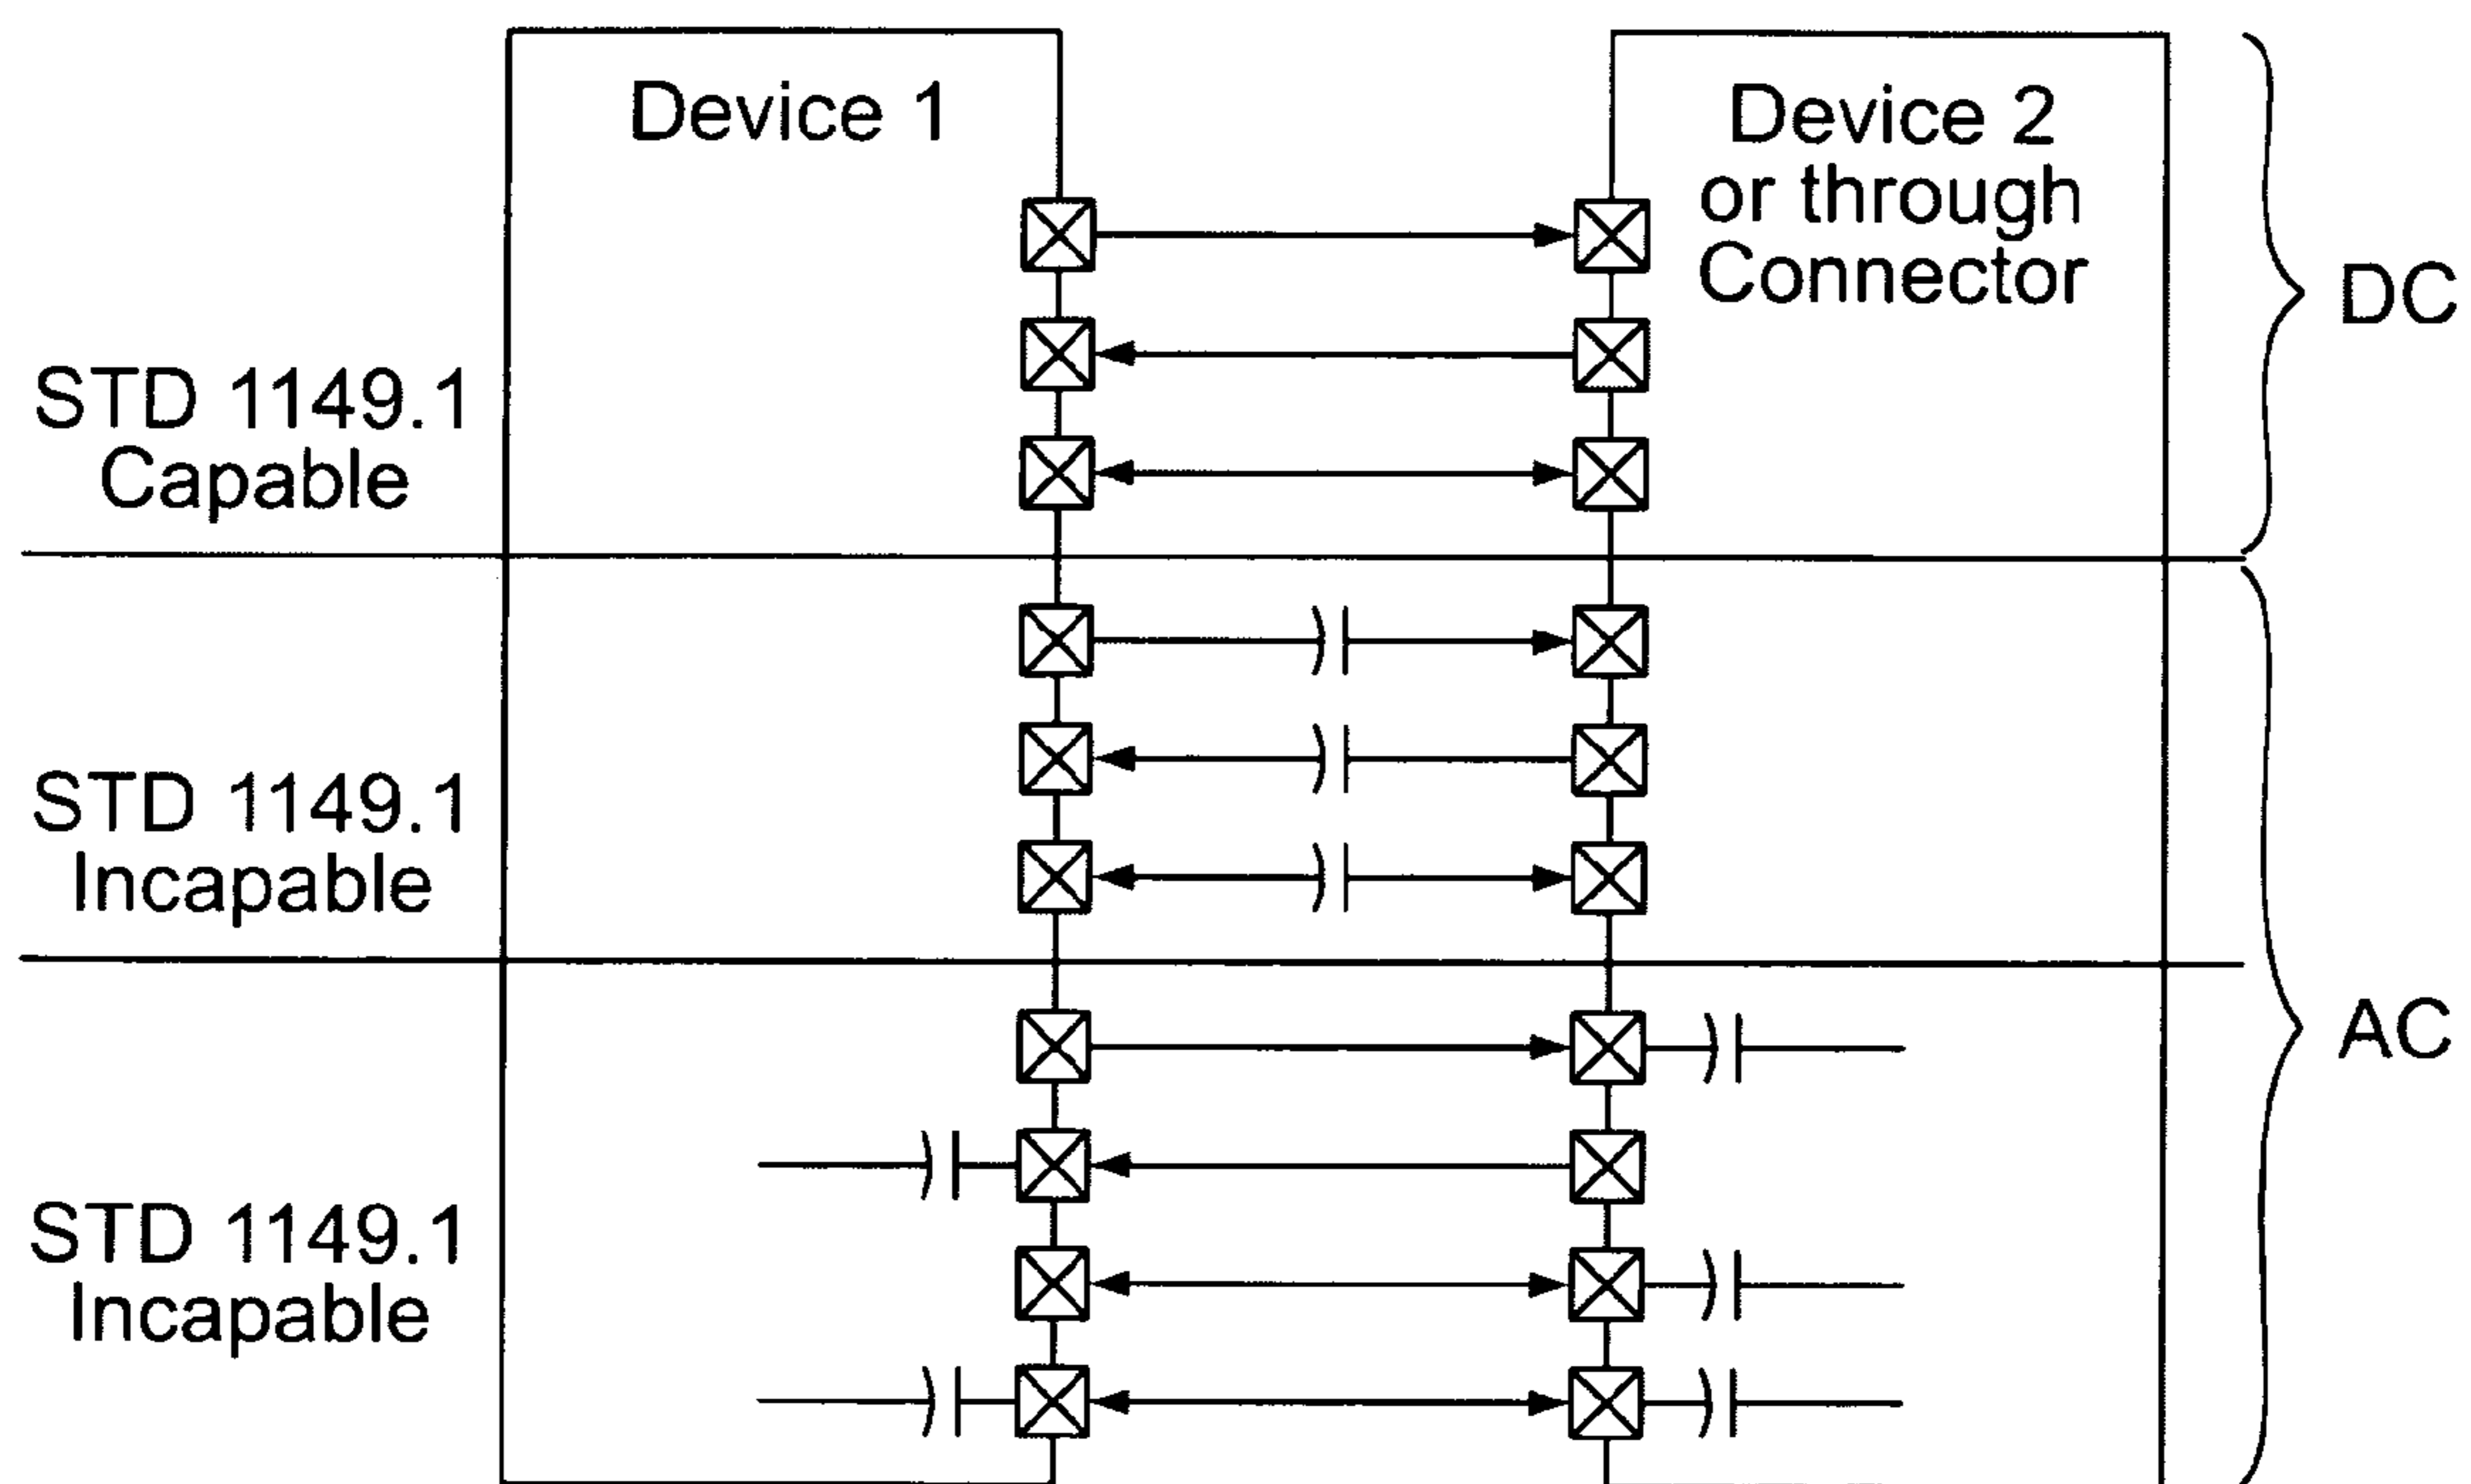 Device 1
Device 2
or through
Connector
DC
STD 1149.1
Capable
STD 1149.1
Incapable
AC
STD 1149.1
Incapable